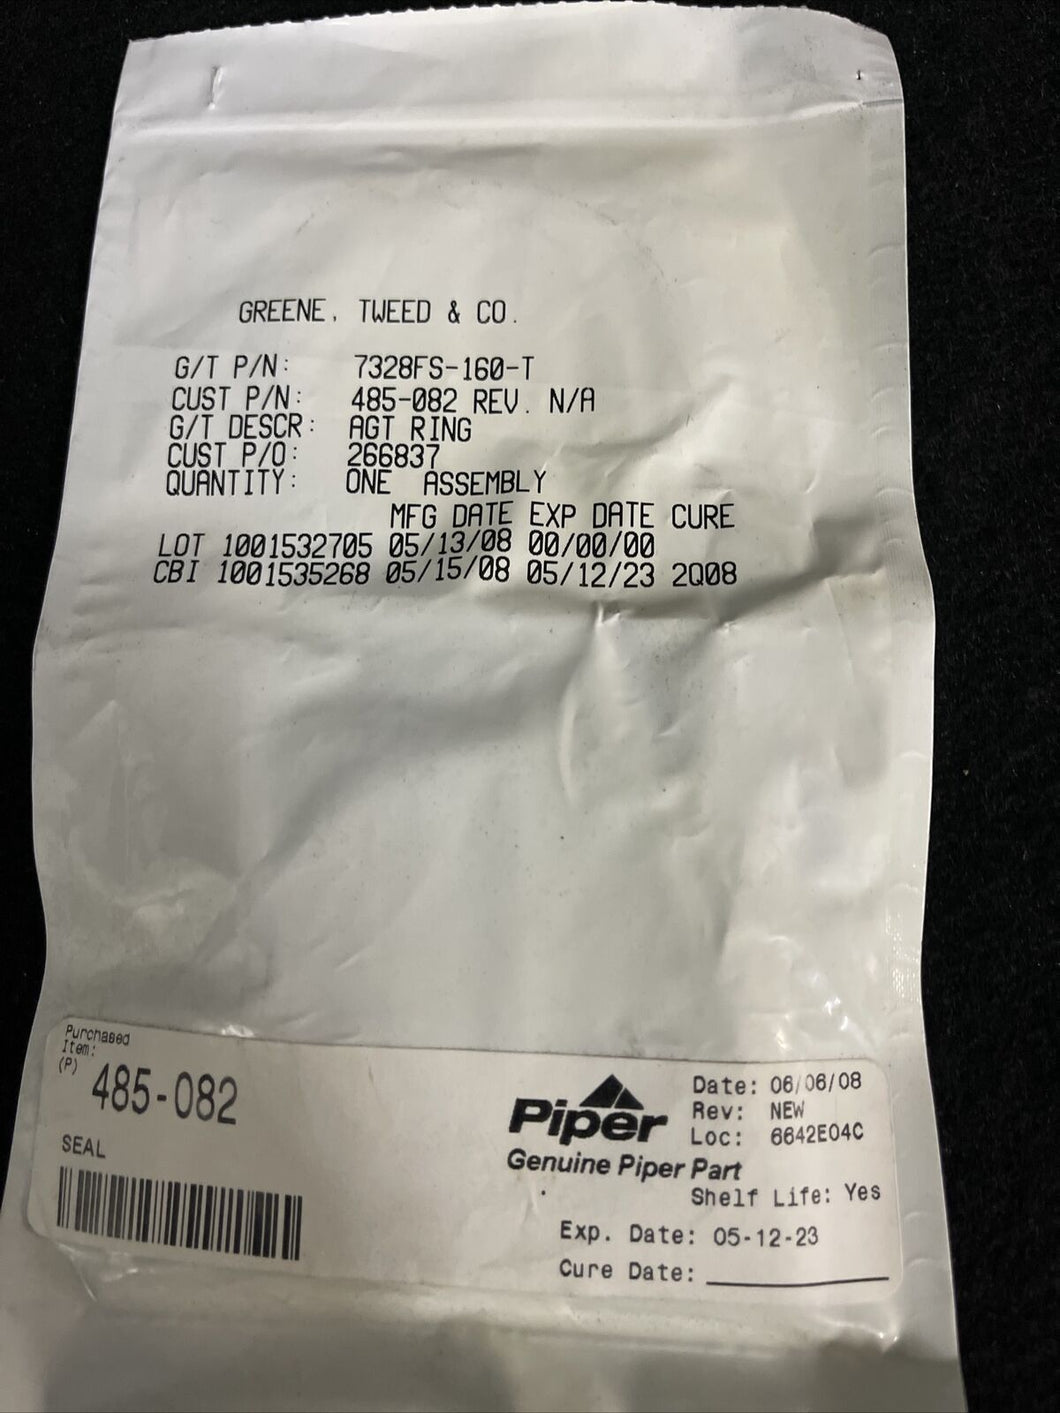 GREENE, TWEED & CO.
G/T P/N: 7328FS-160-T
CUST P/N: 485-082 REV. N/A
G/T DESCR: AGT RING
CUST P/O: 266837
QUANTITY: ONE ASSEMBLY
MFG DATE EXP DATE CURE
LOT 1001532705 05/13/08 00/00/00
CBI 1001535268 05/15/08 05/12/23 2Q08
Purchased
Item:
(P) 485-082
SEAL
Piper
Genuine Piper Part
Date: 06/06/08
Rev: NEW
Loc: 6642E04C
Shelf Life: Yes
Exp. Date: 05-12-23
Cure Date: